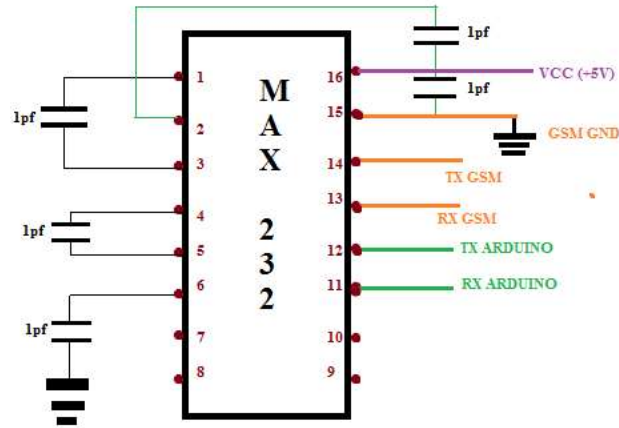 1pf
1
16
VCC (+5V)
M
A
X
1pf
1pf
2
15
GSM GND
3
14
TX GSM
4
13
RX GSM
1pf
2
3
2
5
12
TX ARDUINO
6
11
RX ARDUINO
1pf
7
10
8
9